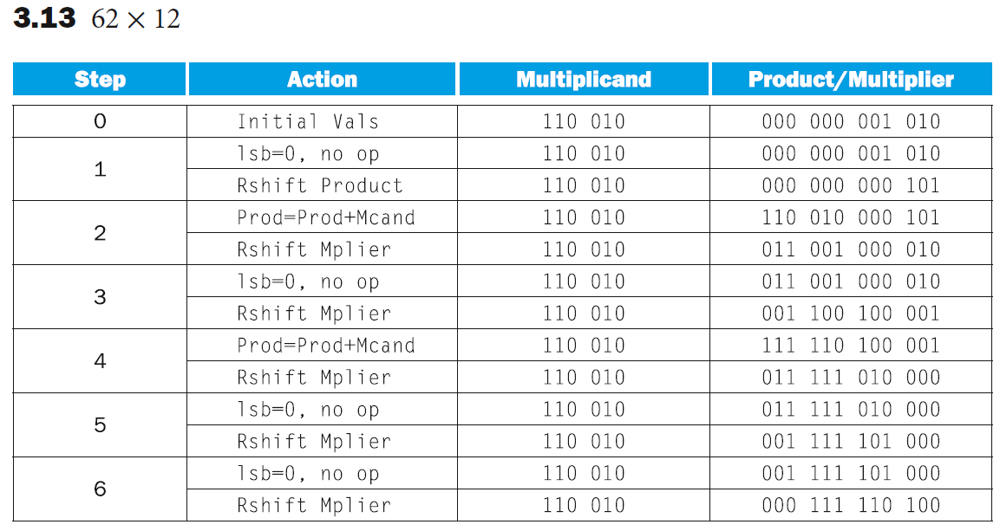 3.13 62 × 12
Step Action Multiplicand Product/Multiplier
0 Initial Vals 110 010 000 000 001 010
1 lsb=0, no op 110 010 000 000 001 010
Rshift Product 110 010 000 000 000 101
2 Prod=Prod+Mcand 110 010 110 010 000 101
Rshift Mplier 110 010 011 001 000 010
3 lsb=0, no op 110 010 011 001 000 010
Rshift Mplier 110 010 001 100 100 001
4 Prod=Prod+Mcand 110 010 111 110 100 001
Rshift Mplier 110 010 011 111 010 000
5 lsb=0, no op 110 010 011 111 010 000
Rshift Mplier 110 010 001 111 101 000
6 lsb=0, no op 110 010 001 111 101 000
Rshift Mplier 110 010 000 111 110 100